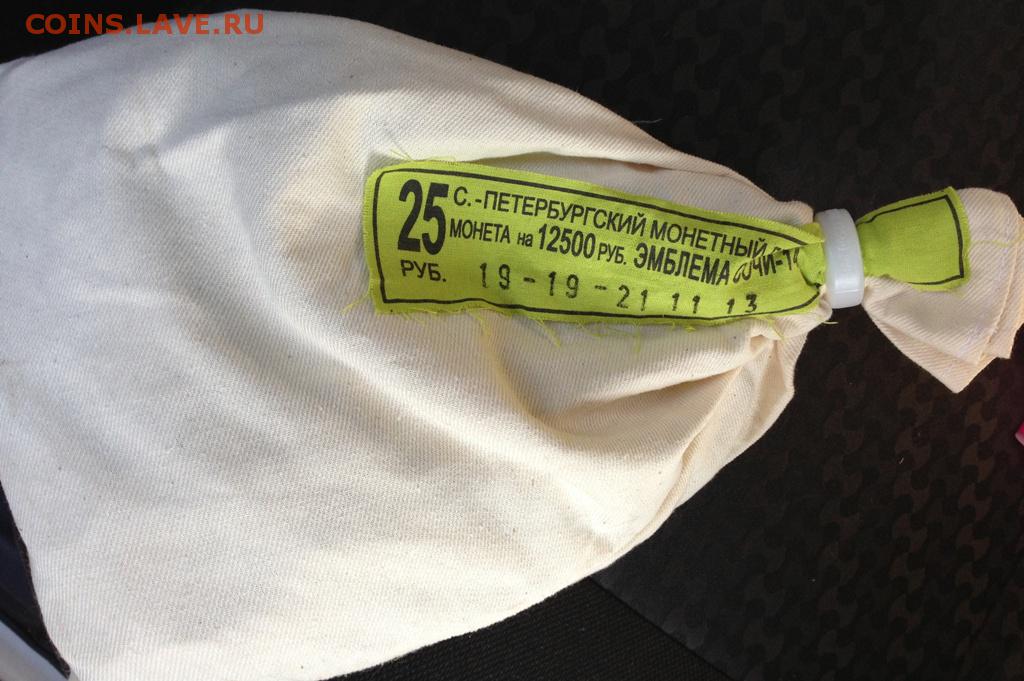 COINS.LAVE.RU
25 РУБ.
С.-ПЕТЕРБУРГСКИЙ МОНЕТНЫЙ
МОНЕТА на 12500 РУБ. ЭМБЛЕМА
19-19-21 11 13